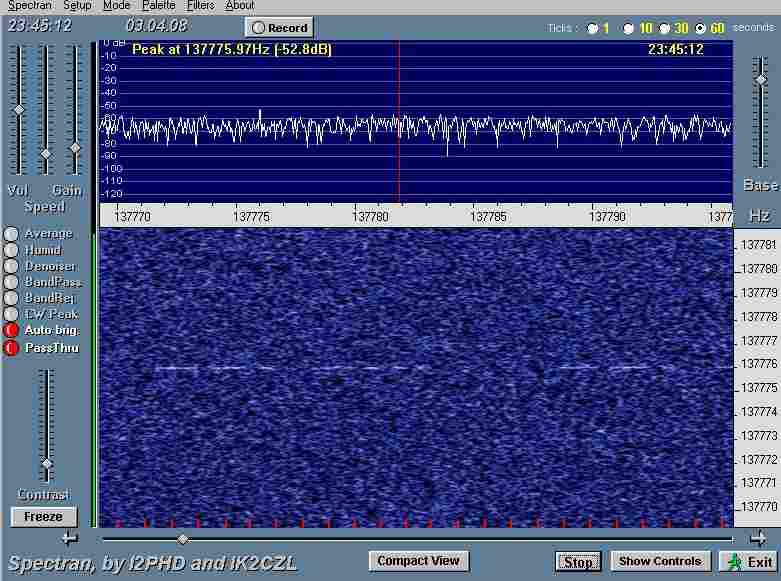 Spectran Setup Mode Palette Filters About
23:45:12 03.04.08 Record Ticks : 1 10 30 60 seconds
0 dB Peak at 137775.97Hz (-52.8dB) 23:45:12
-10
-20
-30
-40
-50
-60
-80
-90
-100
-110
-120
Vol Gain
Speed
Base
137770 137775 137780 137785 137790 Hz
Average
Humid
Denoiser
BandPass
BandRej
CW Peak
Auto brig.
PassThru
137781
137780
137779
137778
137777
137776
137775
137774
137773
137772
137771
137770
Contrast
Freeze
Spectran, by I2PHD and IK2CZL Compact View Stop Show Controls Exit